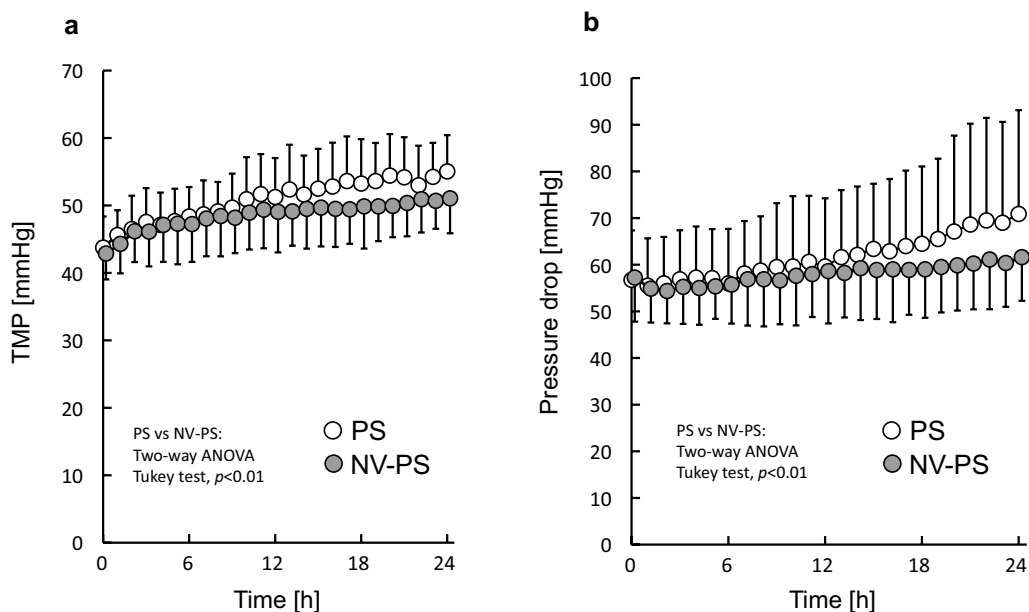 a
TMP [mmHg]
70
60
50
40
30
20
10
0
PS vs NV-PS:
Two-way ANOVA
Tukey test, p<0.01
PS
NV-PS
0 6 12 18 24
Time [h]
b
Pressure drop [mmHg]
100
90
80
70
60
50
40
30
20
10
0
PS vs NV-PS:
Two-way ANOVA
Tukey test, p<0.01
PS
NV-PS
0 6 12 18 24
Time [h]